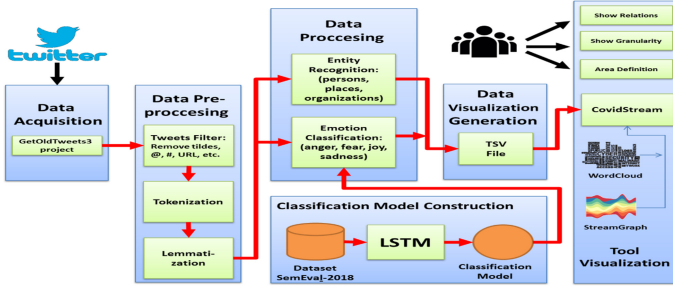 twitter
Data
Acquisition
GetOldTweets3
project
Data Pre-
proccesing
Tweets Filter:
Remove tildes,
@, #, URL, etc.
Tokenization
Lemmati-
zation
Data
Proccesing
Entity
Recognition:
(persons,
places,
organizations)
Emotion
Classification:
(anger, fear, joy,
sadness)
Classification Model Construction
Dataset
SemEval-2018
LSTM
Classification
Model
Data
Visualization
Generation
TSV
File
Show Relations
Show Granularity
Area Definition
CovidStream
WordCloud
StreamGraph
Tool
Visualization